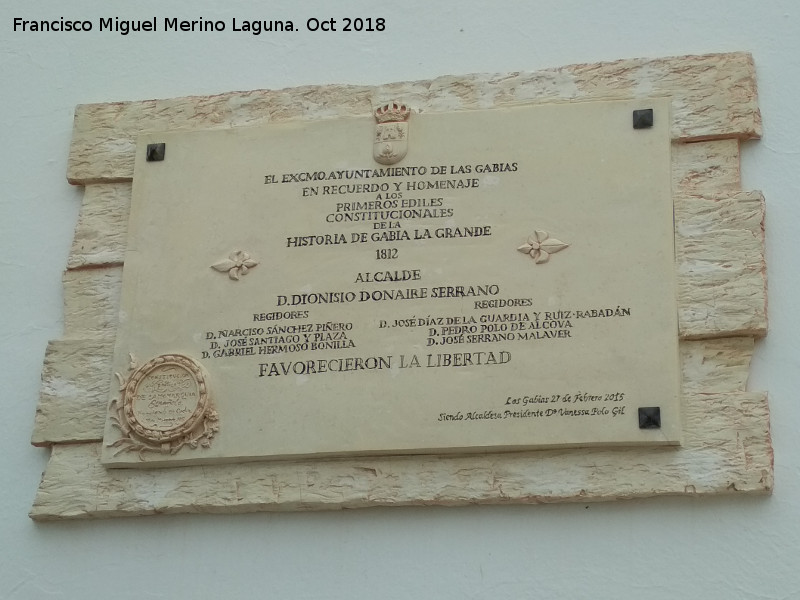 Francisco Miguel Merino Laguna. Oct 2018
EL EXCMO. AYUNTAMIENTO DE LAS GABIAS
EN RECUERDO Y HOMENAJE
A LOS
PRIMEROS EDILES
CONSTITUCIONALES
DE LA
HISTORIA DE GABIA LA GRANDE
1812
ALCALDE
D. DIONISIO DONAIRE SERRANO
REGIDORES
D. NARCISO SÁNCHEZ PIÑERO
D. JOSÉ SANTIAGO Y PLAZA
D. GABRIEL HERMOSO BONILLA
REGIDORES
D. JOSÉ DÍAZ DE LA GUARDIA Y RUIZ-RABADÁN
D. PEDRO POLO DE ALCOVA
D. JOSÉ SERRANO MALAVER
FAVORECIERON LA LIBERTAD
Las Gabias 27 de Febrero 2015
Siendo Alcaldesa Presidente Dª Vanessa Polo Gil